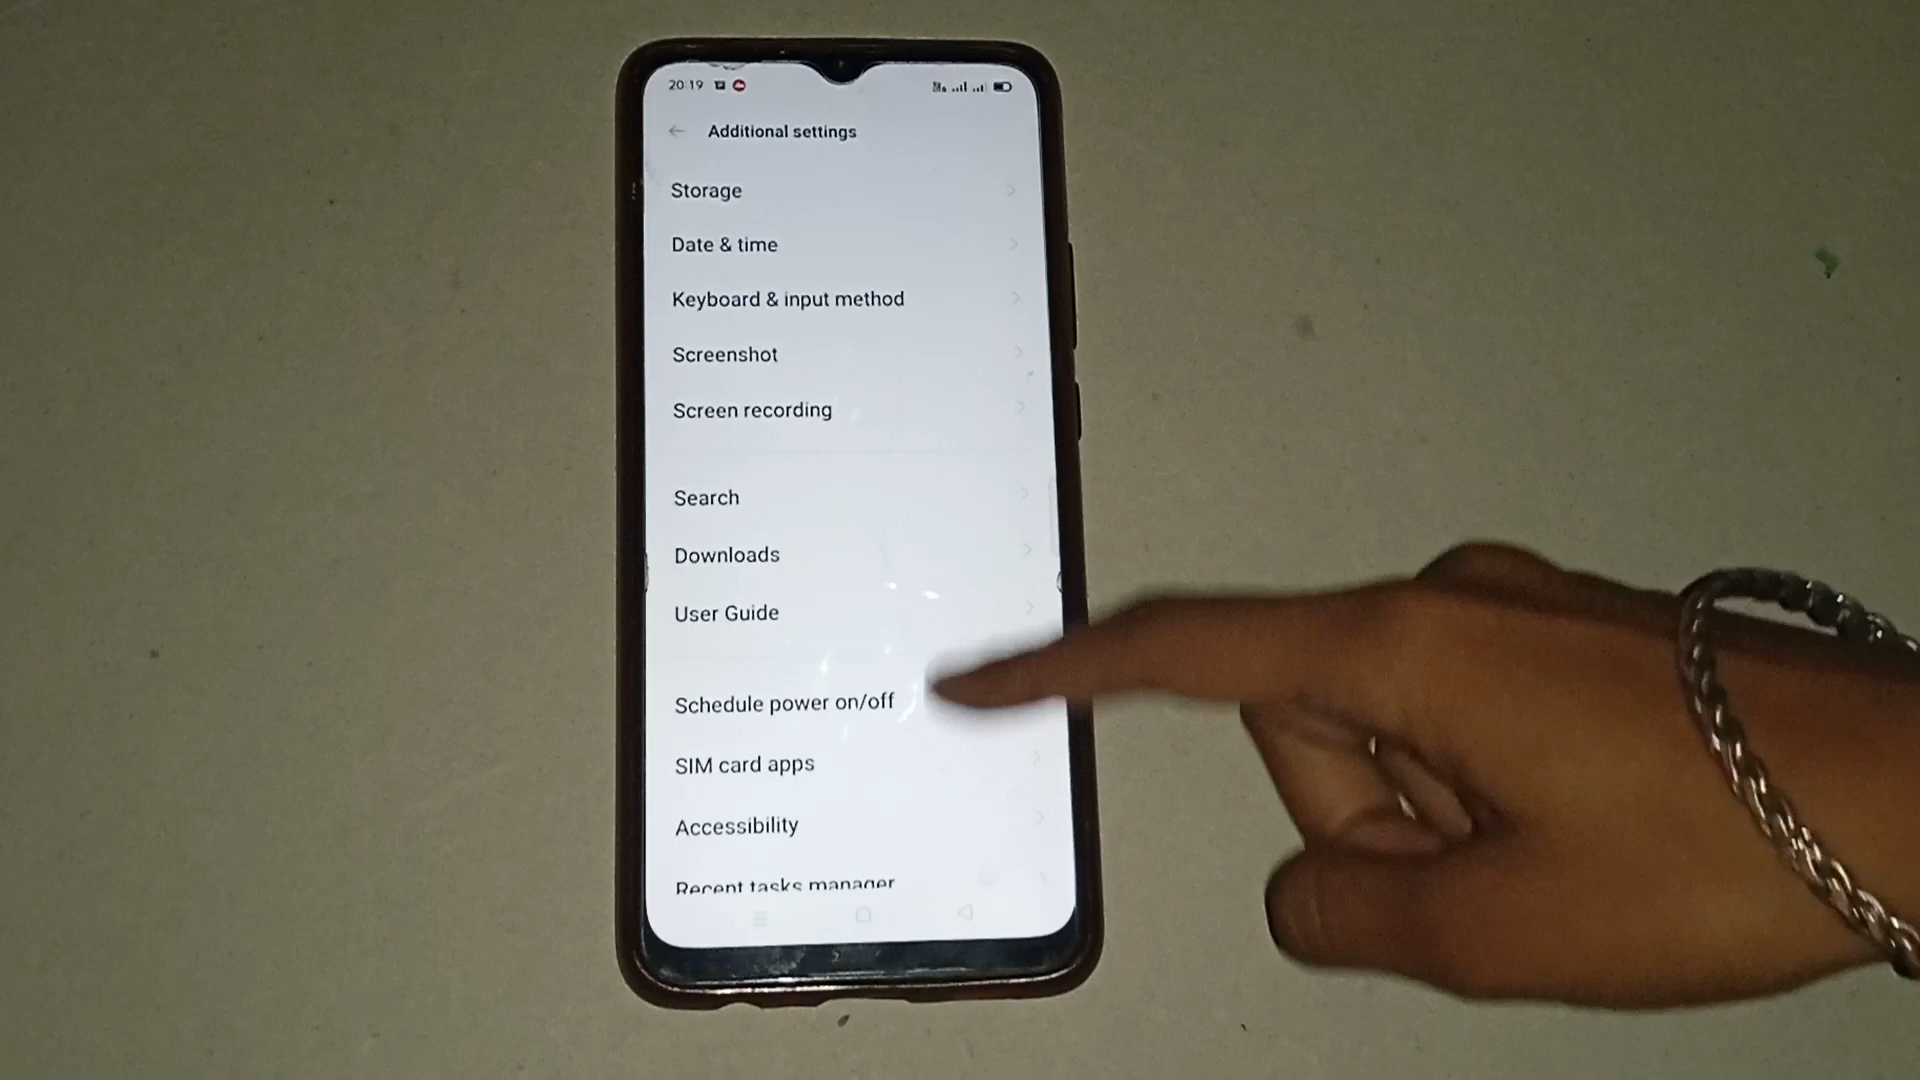 20:19
Additional settings
Storage
Date & time
Keyboard & input method
Screenshot
Screen recording
Search
Downloads
User Guide
Schedule power on/off
SIM card apps
Accessibility
Recent tasks manager